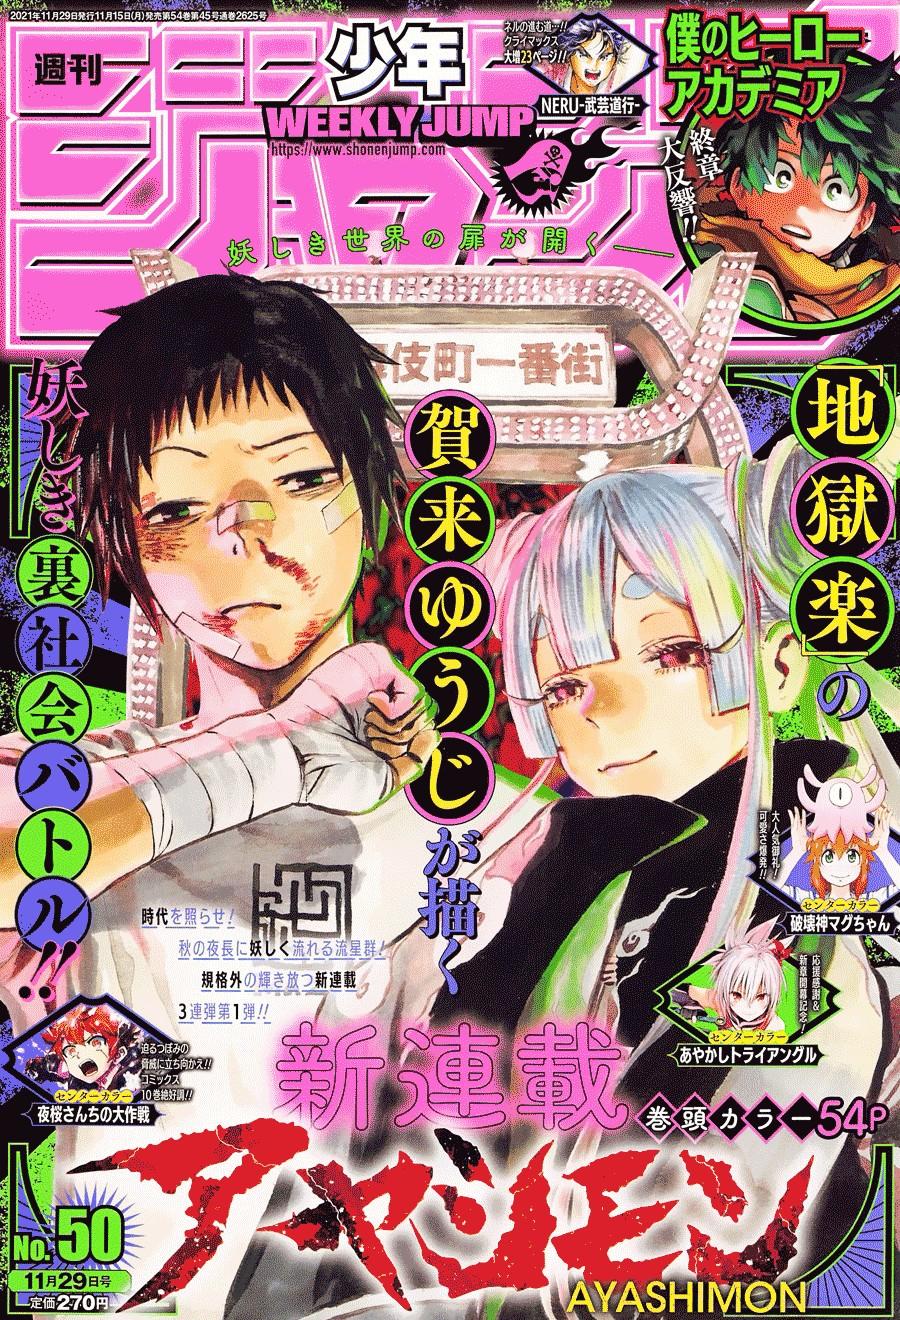 2021年11月29日発行11月15日(月)発売第54巻第45号通巻2625号
週刊
少年
ジャンプ
WEEKLY JUMP
https://www.shonenjump.com
ネルの進む道…!!
クライマックス
大増23ページ!!
NERU-武芸道行-
僕のヒーロー
アカデミア
終章
大反響!!
妖しき世界の扉が開く──
舞伎町一番街
「地獄楽」の
賀来ゆうじが描く
妖しき裏社会バトル!!
大人気御礼!
可愛さ爆発!!
センターカラー
破壊神マグちゃん
時代を照らせ!
秋の夜長に妖しく流れる流星群!
規格外の輝き放つ新連載
3連弾第1弾!!
応援感謝&
新章開幕記念!
センターカラー
あやかしトライアングル
迫るつぼみの
脅威に立ち向かえ!!
コミックス
10巻絶好調!!
センターカラー
夜桜さんちの大作戦
新連載
巻頭カラー54P
アヤシモン
AYASHIMON
No.50
11月29日号
定価270円